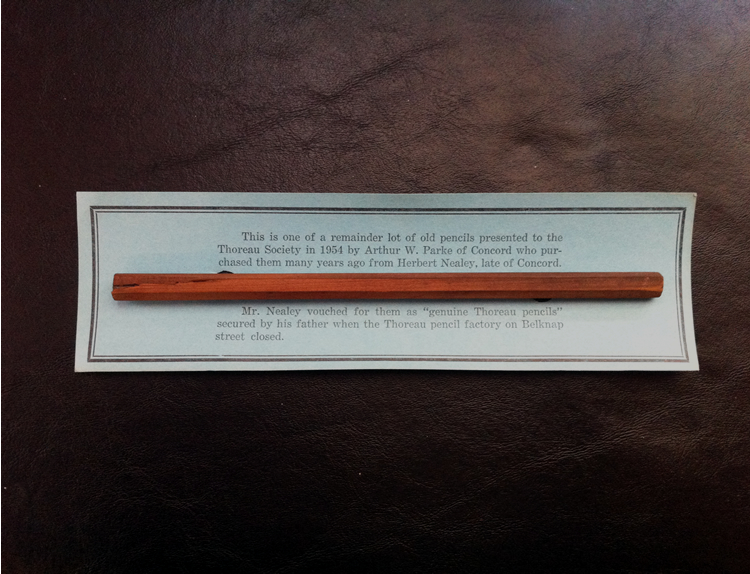 This is one of a remainder lot of old pencils presented to the
Thoreau Society in 1954 by Arthur W. Parke of Concord who pur-
chased them many years ago from Herbert Nealey, late of Concord.
Mr. Nealey vouched for them as "genuine Thoreau pencils"
secured by his father when the Thoreau pencil factory on Belknap
street closed.